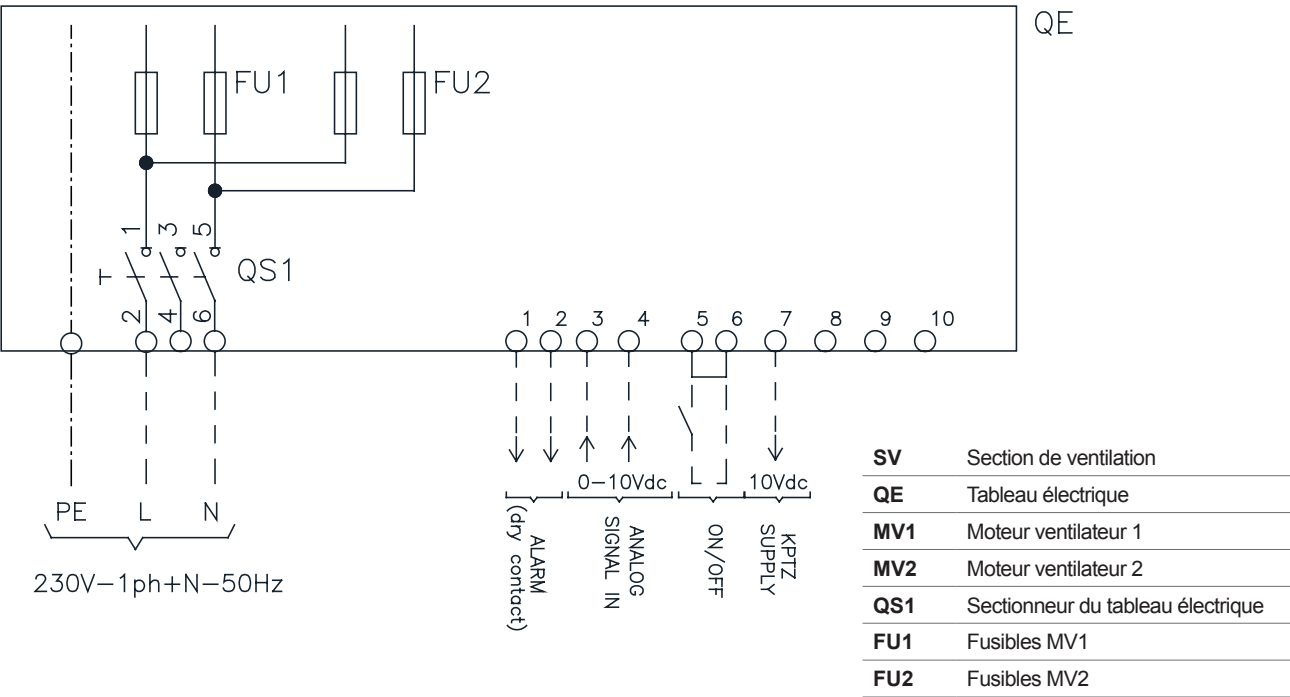 QE
FU1
FU2
1 3 5
QS1
2 4 6
1 2 3 4 5 6 7 8 9 10
PE L N
230V-1ph+N-50Hz
0-10Vdc
10Vdc
ALARM
(dry contact)
ANALOG
SIGNAL IN
ON/OFF
KPTZ
SUPPLY
SV Section de ventilation
QE Tableau électrique
MV1 Moteur ventilateur 1
MV2 Moteur ventilateur 2
QS1 Sectionneur du tableau électrique
FU1 Fusibles MV1
FU2 Fusibles MV2